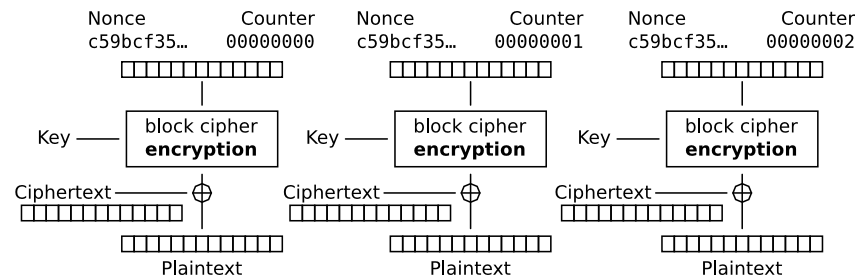 Nonce Counter Nonce Counter Nonce Counter
c59bcf35… 00000000 c59bcf35… 00000001 c59bcf35… 00000002
Key block cipher Key block cipher Key block cipher
encryption encryption encryption
Ciphertext Ciphertext Ciphertext
Plaintext Plaintext Plaintext